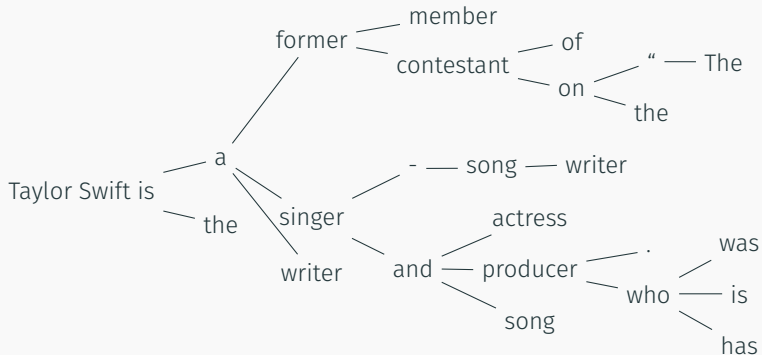 member
former
of
contestant
“ — The
on
the
a
- — song — writer
Taylor Swift is
singer
the
actress
was
writer
and
producer
.
who
is
song
has